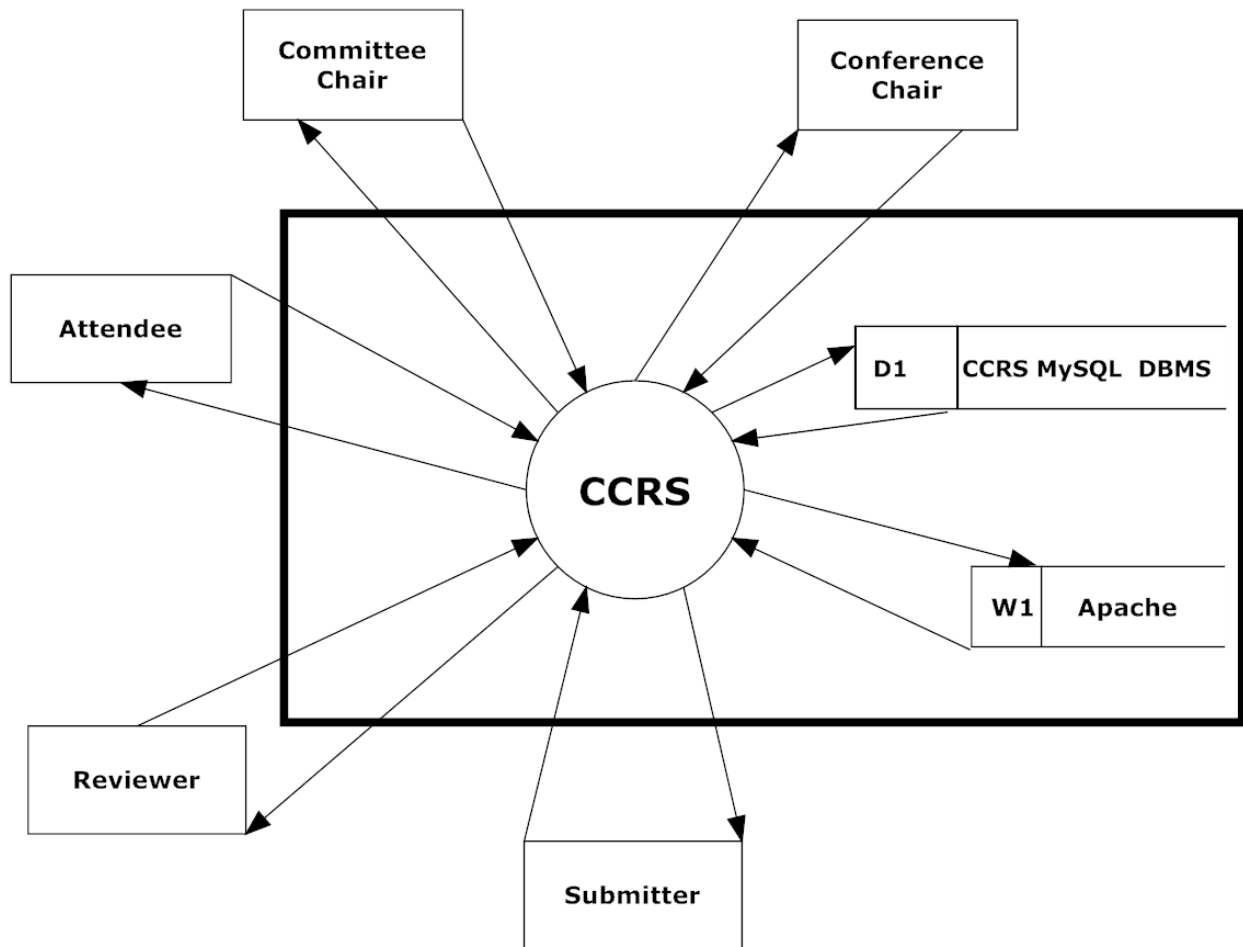 Committee
Chair
Conference
Chair
Attendee
D1
CCRS MySQL DBMS
CCRS
W1
Apache
Reviewer
Submitter